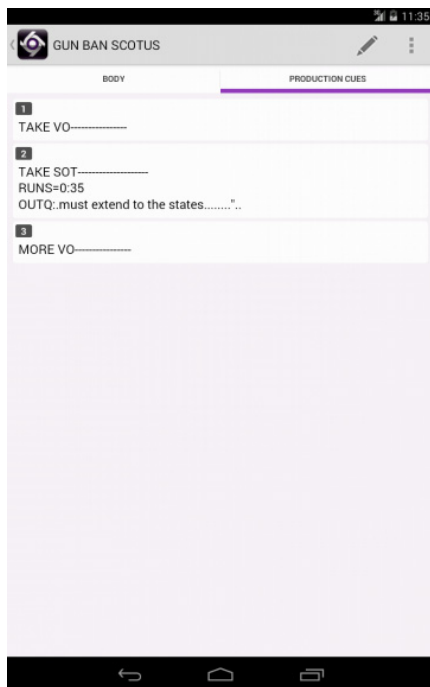 11:35
GUN BAN SCOTUS
BODY
PRODUCTION CUES
1
TAKE VO---------------
2
TAKE SOT--------------------
RUNS=0:35
OUTQ:.must extend to the states........"..
3
MORE VO---------------